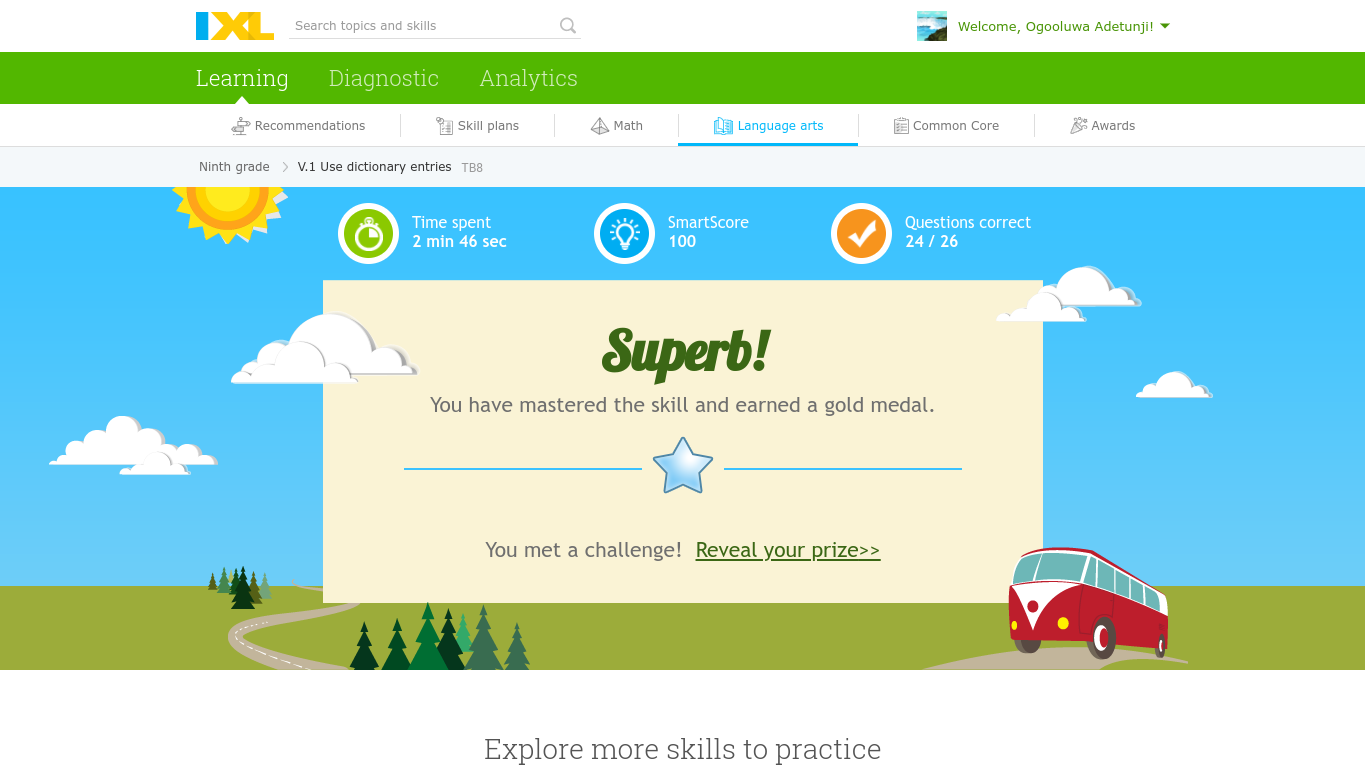 IXL
Search topics and skills
Welcome, Ogooluwa Adetunji!
Learning Diagnostic Analytics
Recommendations Skill plans Math Language arts Common Core Awards
Ninth grade V.1 Use dictionary entries TB8
Time spent
2 min 46 sec
SmartScore
100
Questions correct
24 / 26
Superb!
You have mastered the skill and earned a gold medal.
You met a challenge! Reveal your prize>>
Explore more skills to practice